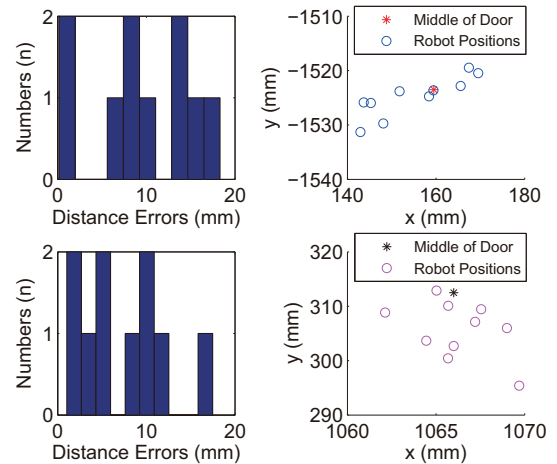 2
1
0
Numbers (n)
0
10
20
Distance Errors (mm)
−1510
−1520
−1530
−1540
y (mm)
Middle of Door
Robot Positions
140
160
180
x (mm)
2
1
0
Numbers (n)
0
10
20
Distance Errors (mm)
320
310
300
290
y (mm)
Middle of Door
Robot Positions
1060
1065
1070
x (mm)